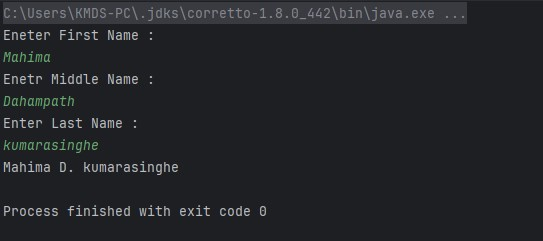 C:\Users\KMDS-PC\.jdks\corretto-1.8.0_442\bin\java.exe ...
Eneter First Name :
Mahima
Enetr Middle Name :
Dahampath
Enter Last Name :
kumarasinghe
Mahima D. kumarasinghe
Process finished with exit code 0